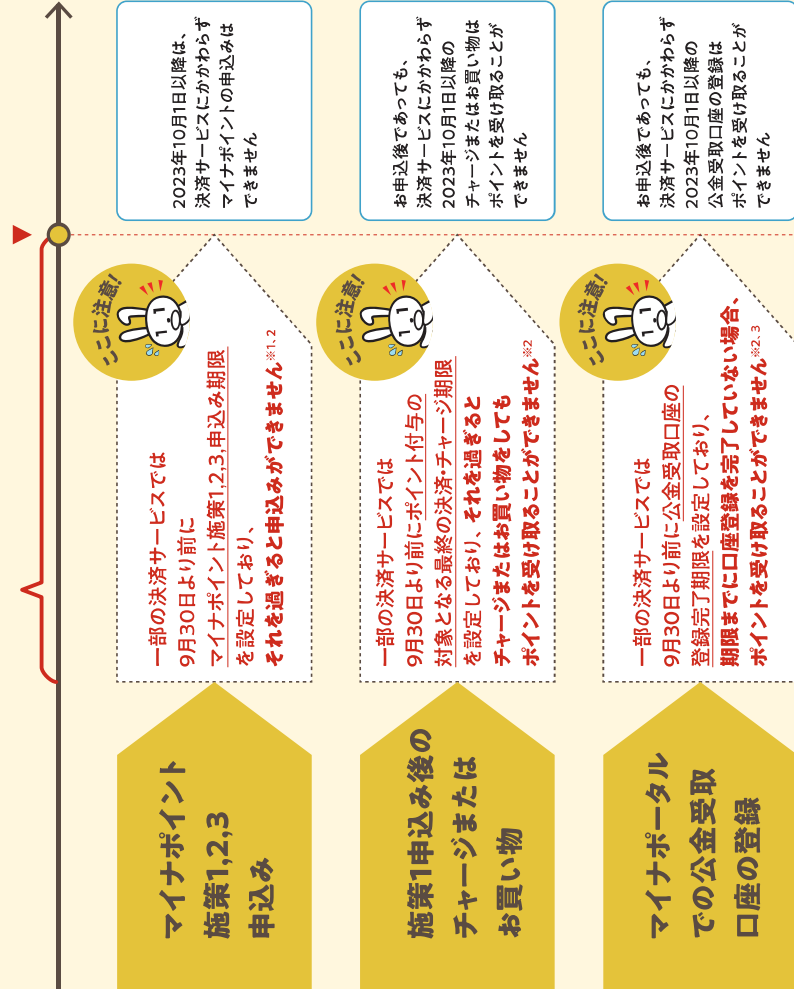 マイナポイント
施策1,2,3
申込み
ここに注意!
一部の決済サービスでは
9月30日より前に
マイナポイント施策1,2,3,申込み期限
を設定しており、
それを過ぎると申込みができません※1、2
2023年10月1日以降は、
決済サービスにかかわらず
マイナポイントの申込みは
できません
施策1申込み後の
チャージまたは
お買い物
ここに注意!
一部の決済サービスでは
9月30日より前にポイント付与の
対象となる最終の決済・チャージ期限
を設定しており、それを過ぎると
チャージまたはお買い物をしても
ポイントを受け取ることができません※2
お申込後であっても、
決済サービスにかかわらず
2023年10月1日以降の
チャージまたはお買い物は
ポイントを受け取ることが
できません
マイナポータル
での公金受取
口座の登録
ここに注意!
一部の決済サービスでは
9月30日より前に公金受取口座の
登録完了期限を設定しており、
期限までに口座登録を完了していない場合、
ポイントを受け取ることができません※2、3
お申込後であっても、
決済サービスにかかわらず
2023年10月1日以降の
公金受取口座の登録は
ポイントを受け取ることが
できません